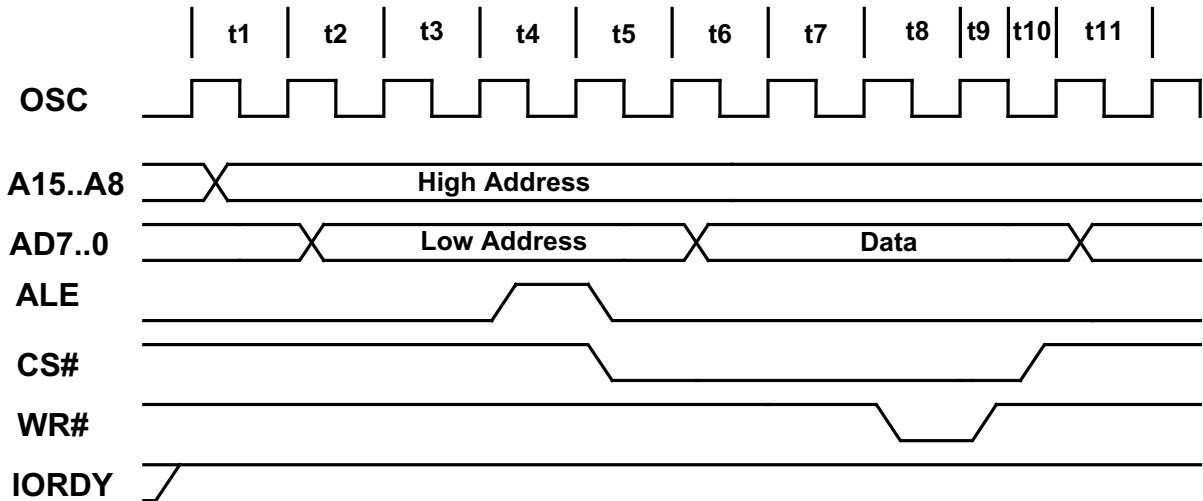 t1 t2 t3 t4 t5 t6 t7 t8 t9 t10 t11
OSC
A15..A8 High Address
AD7..0 Low Address Data
ALE
CS#
WR#
IORDY